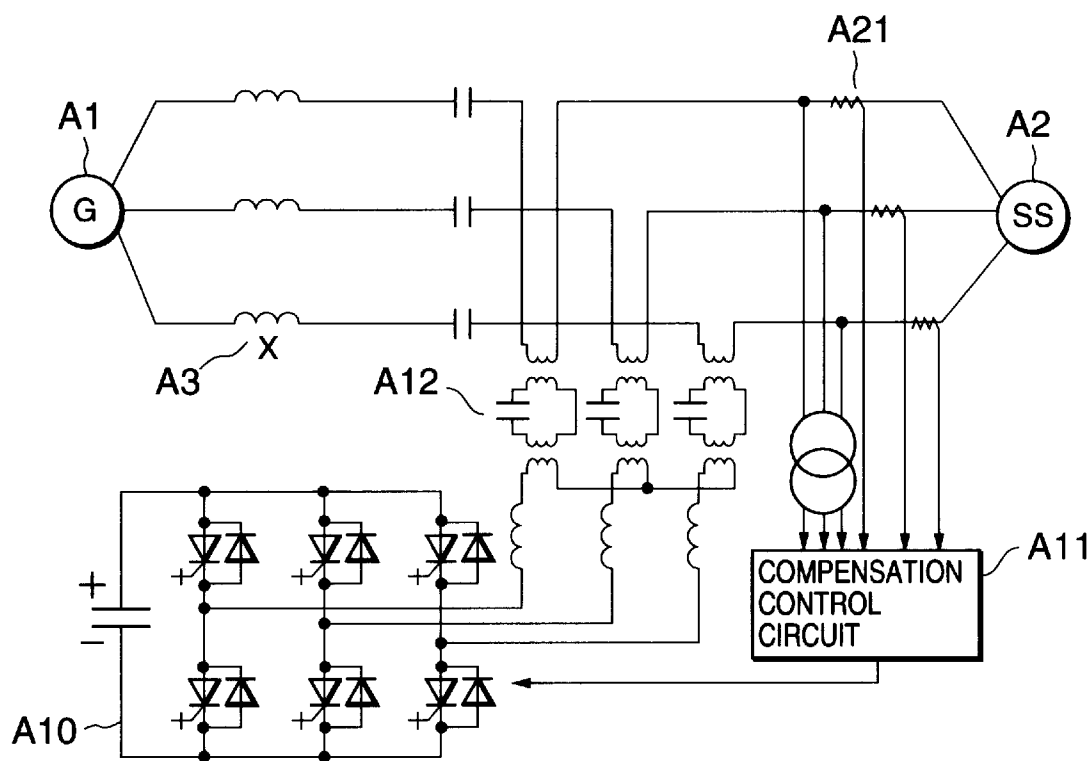 A21
A1
A2
G
SS
X
A3
A12
A11
COMPENSATION
CONTROL
CIRCUIT
+
−
A10